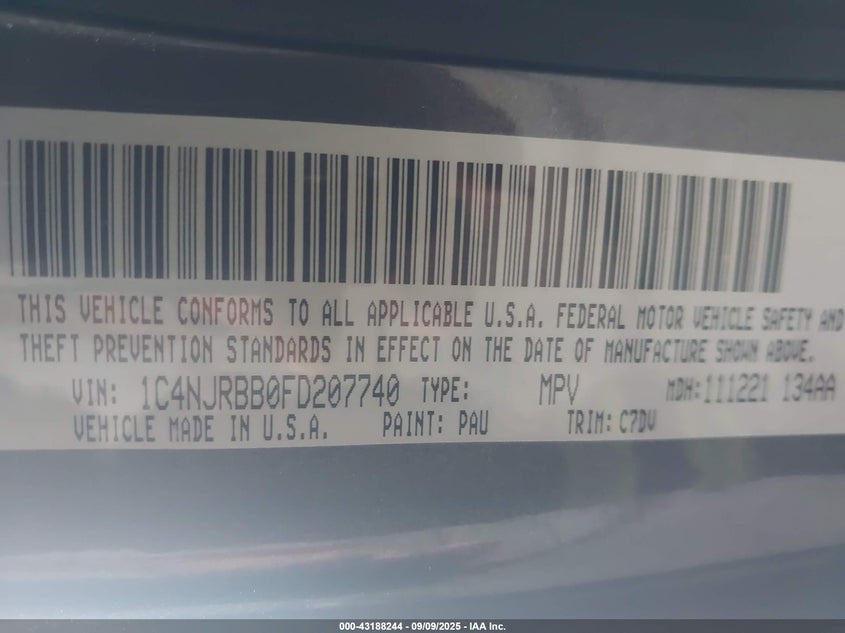 THIS VEHICLE CONFORMS TO ALL APPLICABLE U.S.A. FEDERAL MOTOR VEHICLE SAFETY AND
THEFT PREVENTION STANDARDS IN EFFECT ON THE DATE OF MANUFACTURE SHOWN ABOVE.
VIN: 1C4NJRBB0FD207740 TYPE: MPV MDH:111221 134AA
VEHICLE MADE IN U.S.A. PAINT: PAU TRIM: C7DV
000-43188244 - 09/09/2025 - IAA Inc.